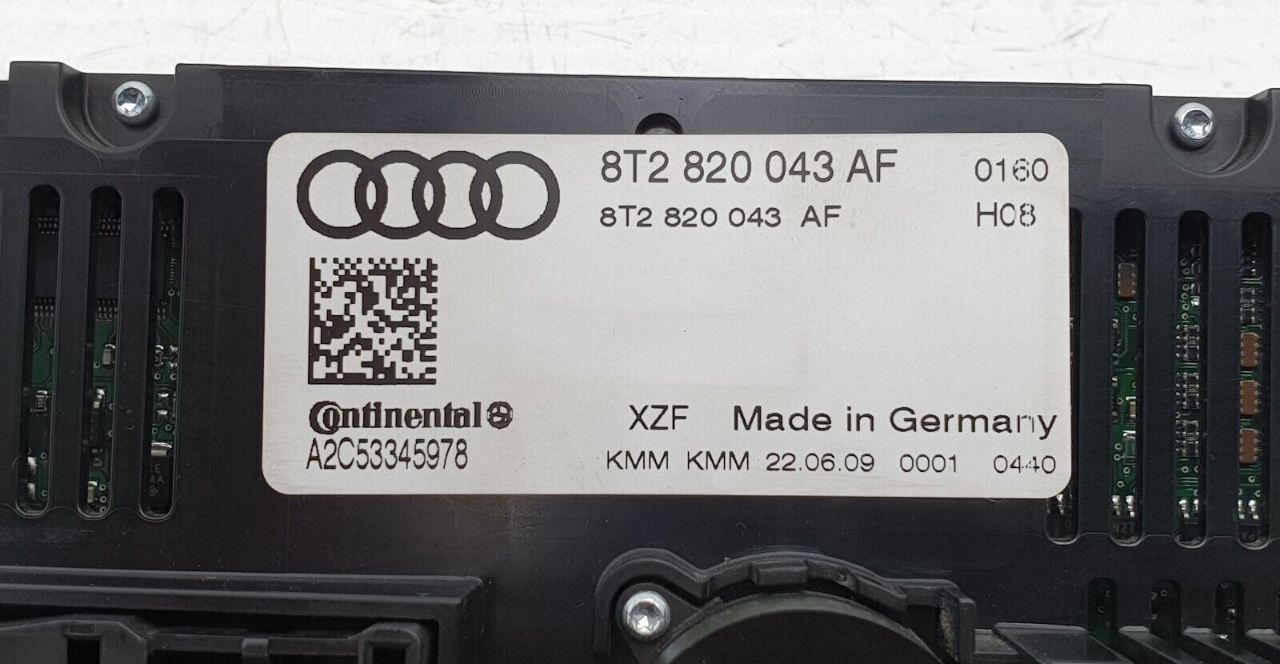 8T2 820 043 AF 0160
8T2 820 043 AF H08
Continental
XZF Made in Germany
A2C53345978
KMM KMM 22.06.09 0001 0440